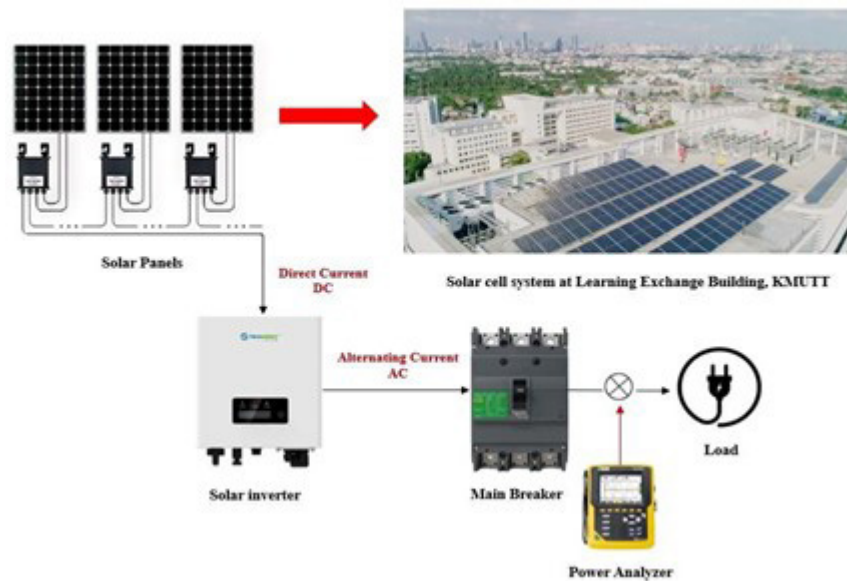 Solar Panels
Solar cell system at Learning Exchange Building, KMUTT
Direct Current
DC
Alternating Current
AC
Solar inverter
Main Breaker
Load
Power Analyzer